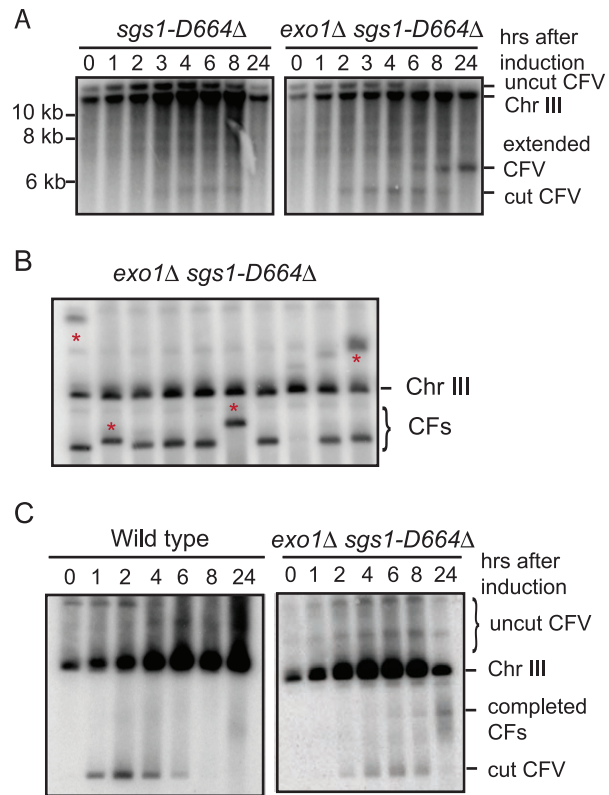 A
sgs1-D664Δ exo1Δ sgs1-D664Δ hrs after
0 1 2 3 4 6 8 24 0 1 2 3 4 6 8 24 induction
uncut CFV
Chr III
10 kb
8 kb
extended
CFV
6 kb
cut CFV
B
exo1Δ sgs1-D664Δ
*
*
*
*
Chr III
CFs
C
Wild type exo1Δ sgs1-D664Δ
0 1 2 4 6 8 24 0 1 2 4 6 8 24 hrs after
induction
uncut CFV
Chr III
completed
CFs
cut CFV